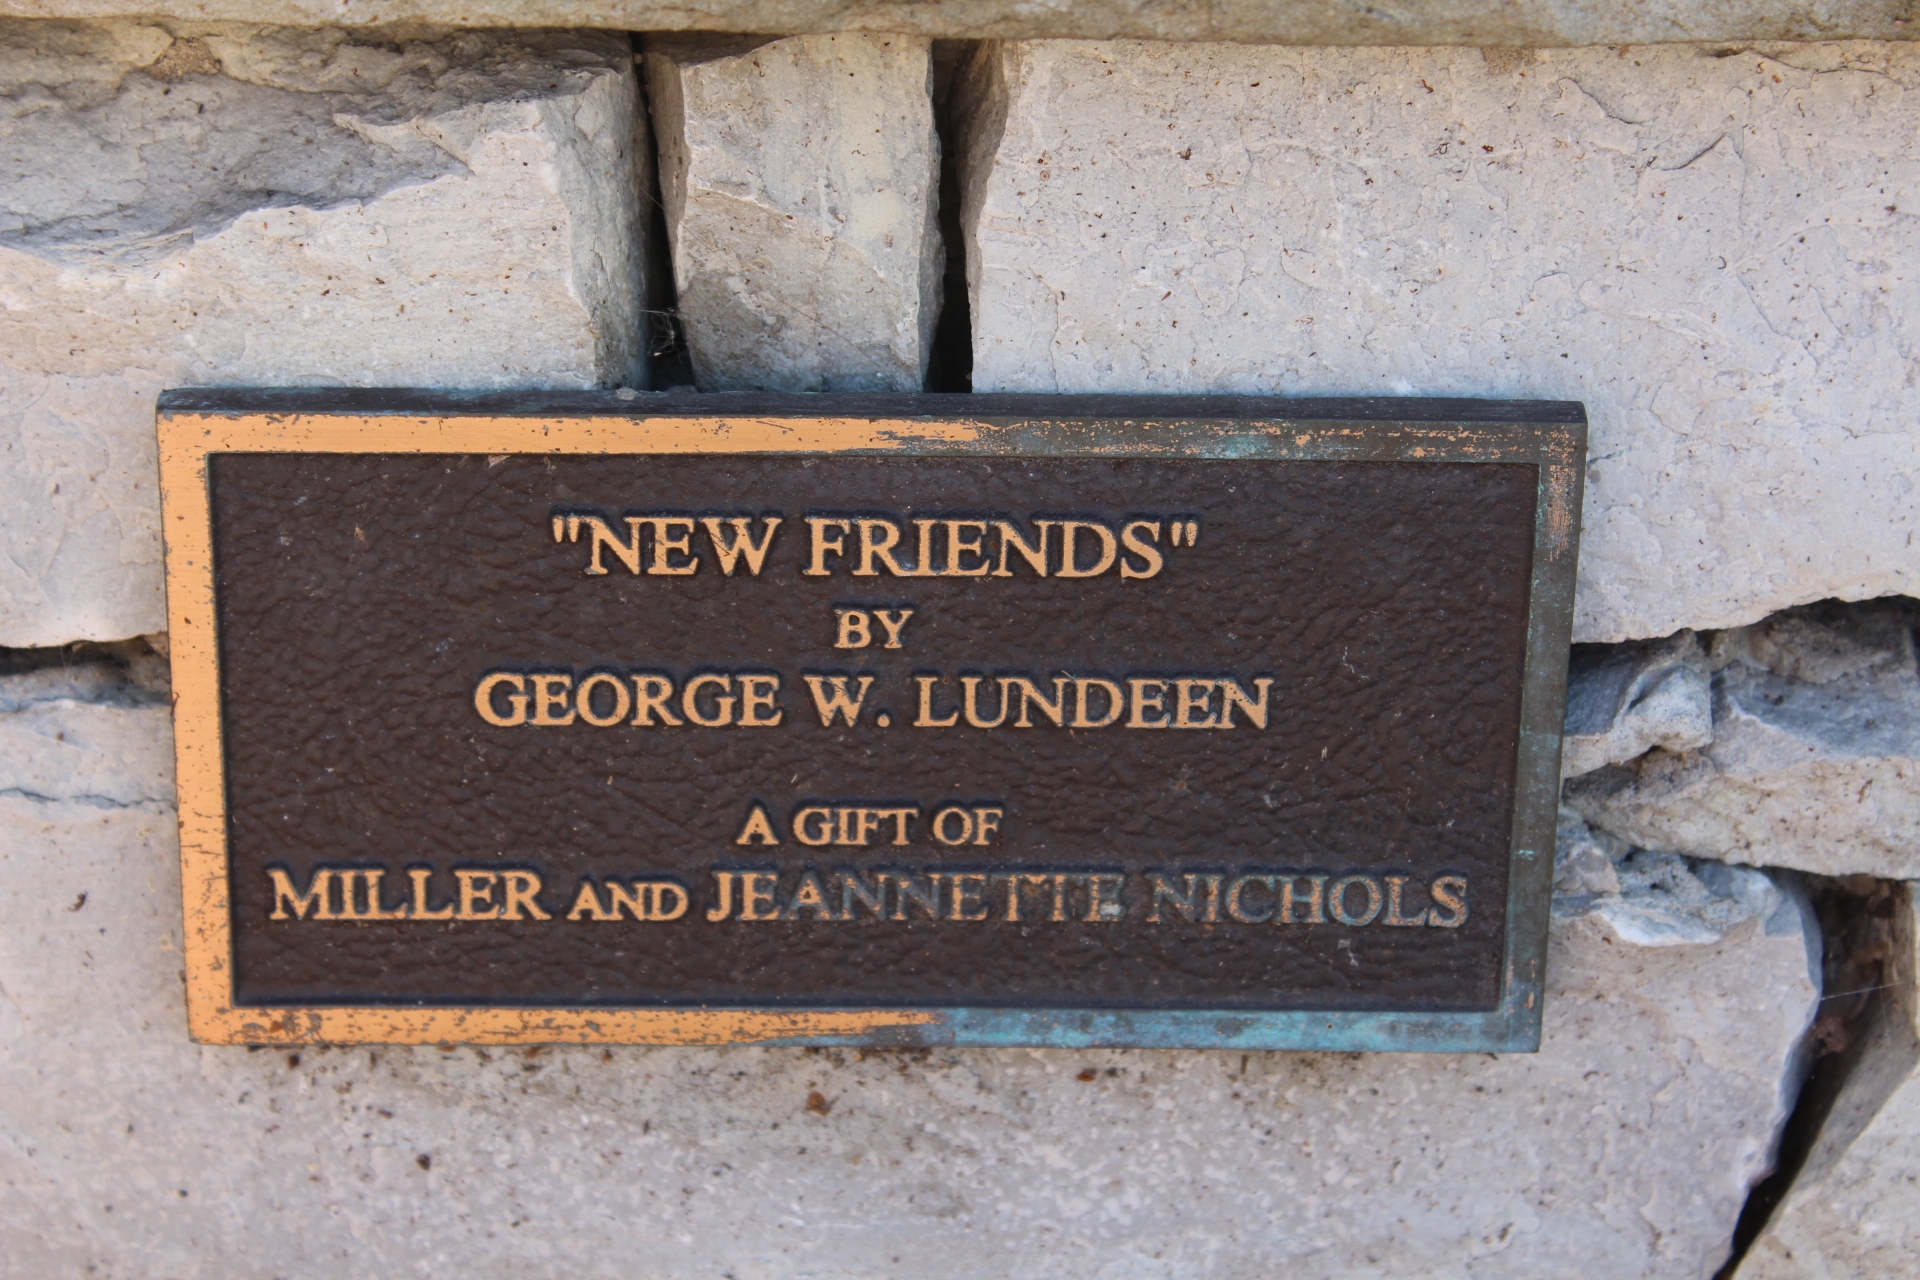 "NEW FRIENDS"
BY
GEORGE W. LUNDEEN
A GIFT OF
MILLER AND JEANNETTE NICHOLS